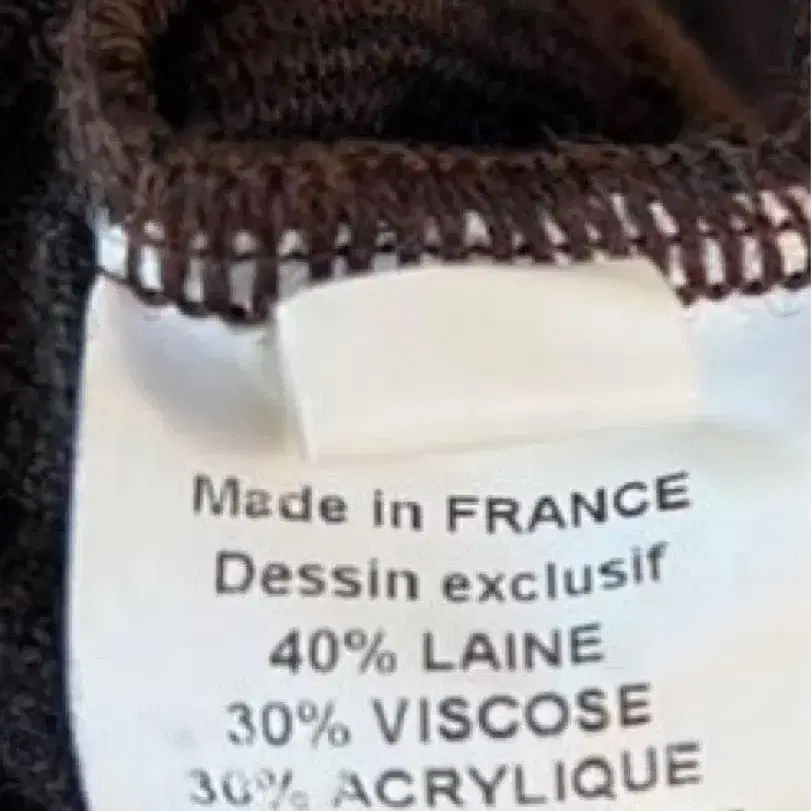 Made in FRANCE
Dessin exclusif
40% LAINE
30% VISCOSE
30% ACRYLIQUE